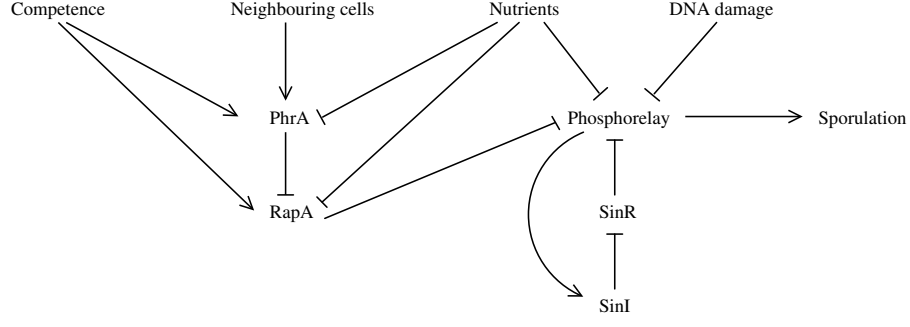 Competence
Neighbouring cells
Nutrients
DNA damage
PhrA
Phosphorelay
Sporulation
RapA
SinR
SinI